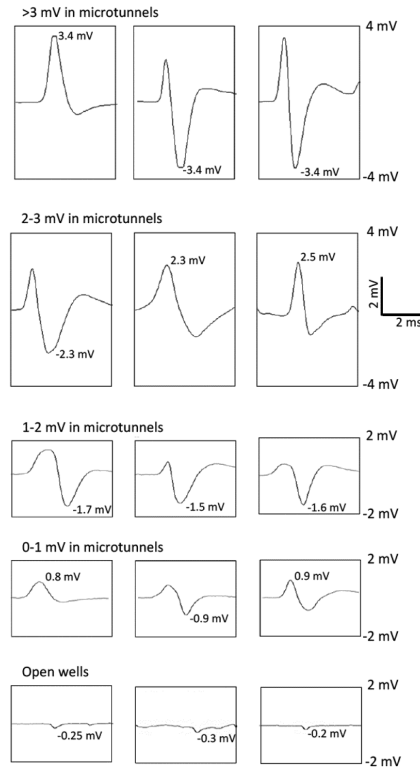 >3 mV in microtunnels
4 mV
3.4 mV
-3.4 mV
-3.4 mV
-4 mV
2-3 mV in microtunnels
4 mV
2.3 mV
2.5 mV
-2.3 mV
2 mV
2 ms
-4 mV
1-2 mV in microtunnels
2 mV
-1.7 mV
-1.5 mV
-1.6 mV
-2 mV
0-1 mV in microtunnels
2 mV
0.8 mV
0.9 mV
-0.9 mV
-2 mV
Open wells
2 mV
-0.25 mV
-0.3 mV
-0.2 mV
-2 mV